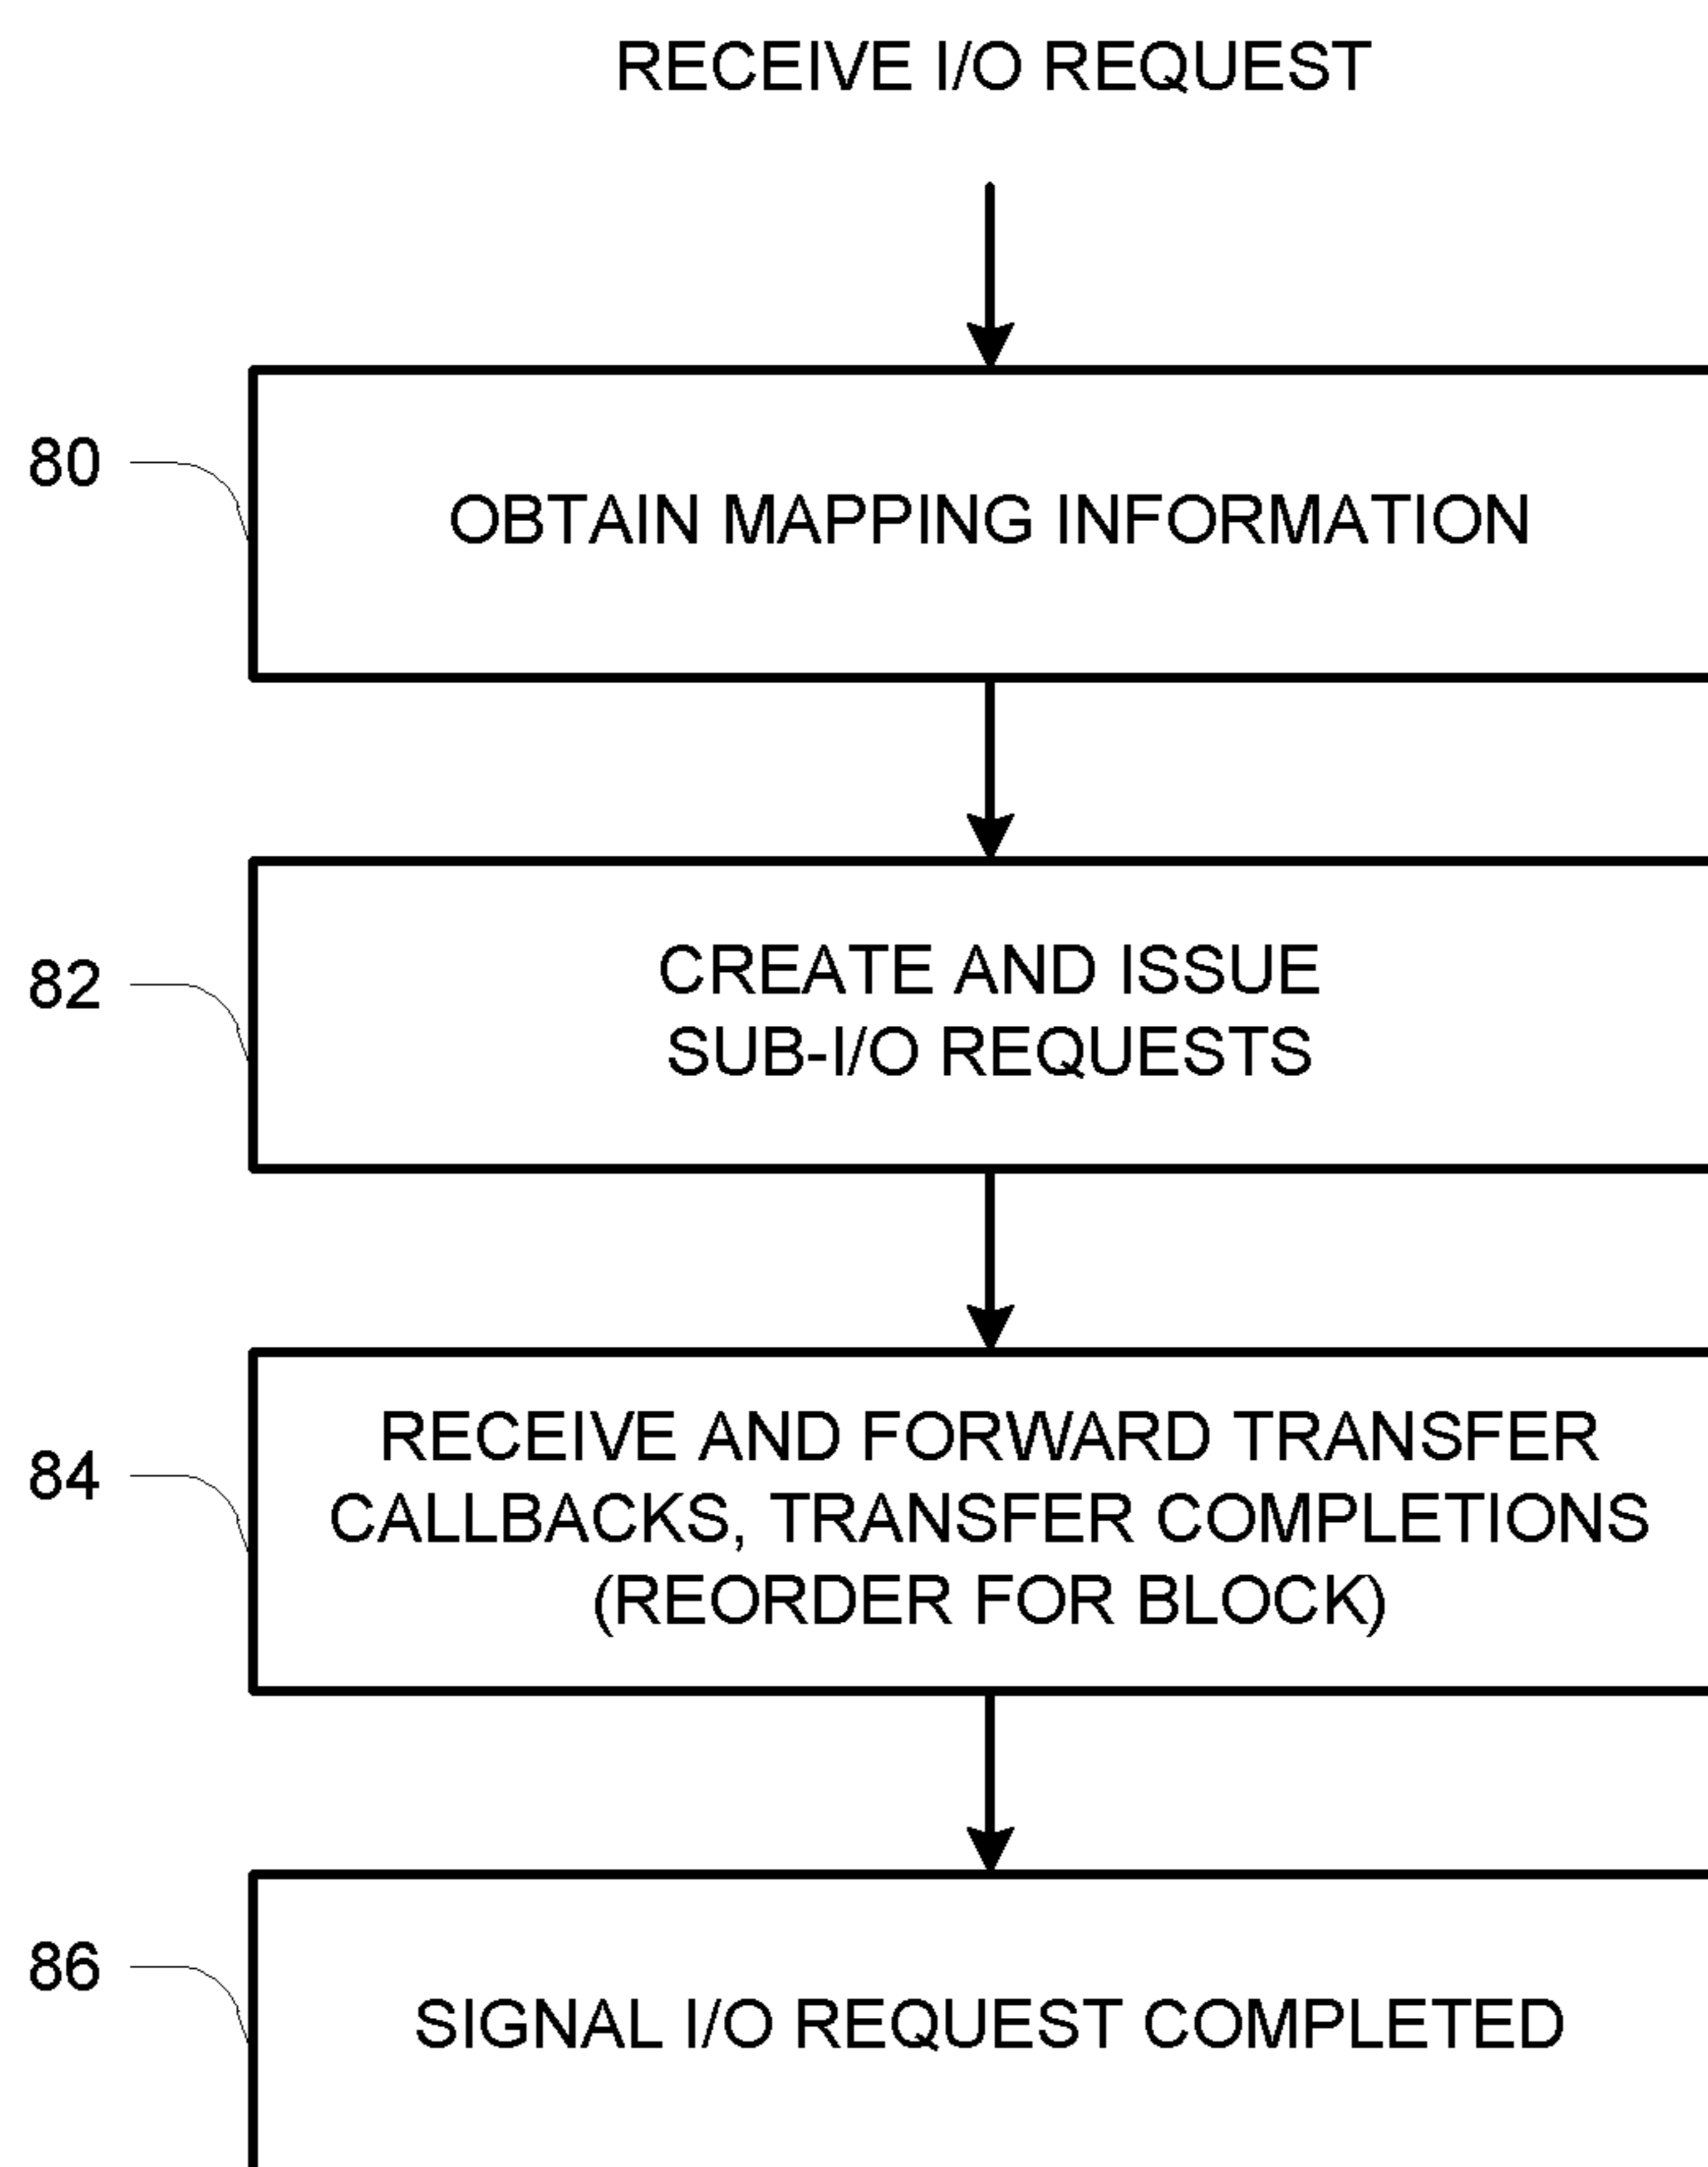 RECEIVE I/O REQUEST
80
OBTAIN MAPPING INFORMATION
82
CREATE AND ISSUE
SUB-I/O REQUESTS
84
RECEIVE AND FORWARD TRANSFER
CALLBACKS, TRANSFER COMPLETIONS
(REORDER FOR BLOCK)
86
SIGNAL I/O REQUEST COMPLETED